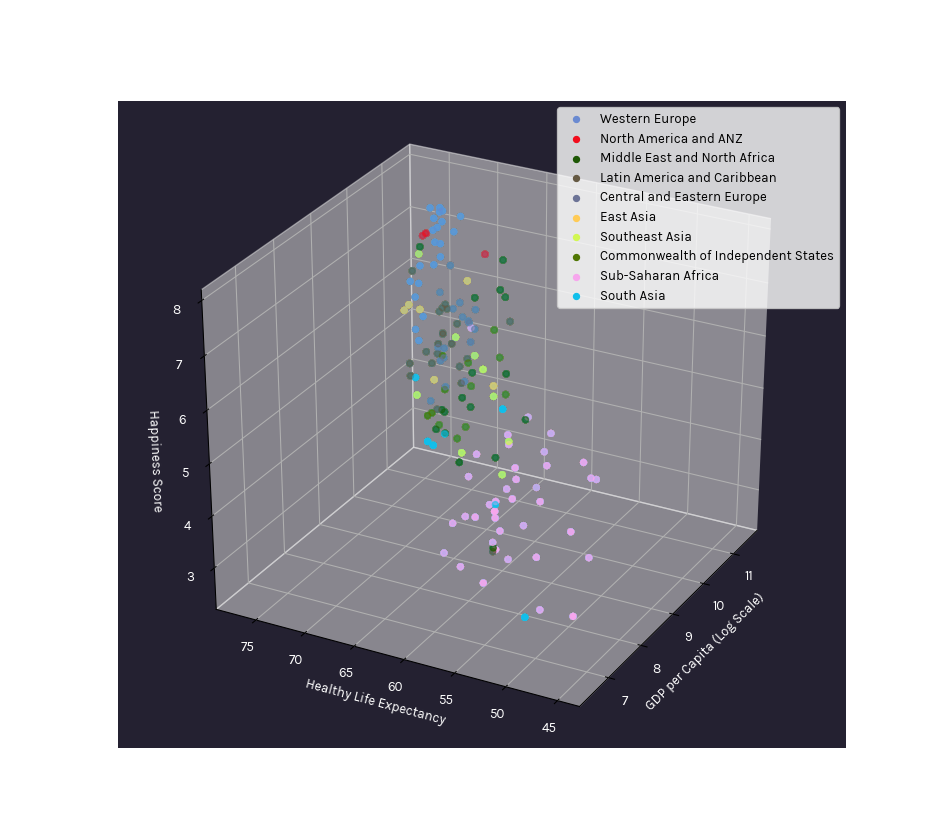 Western Europe
North America and ANZ
Middle East and North Africa
Latin America and Caribbean
Central and Eastern Europe
East Asia
Southeast Asia
Commonwealth of Independent States
Sub-Saharan Africa
South Asia
8
7
6
5
4
3
Happiness Score
75
70
65
60
55
50
45
Healthy Life Expectancy
7
8
9
10
11
GDP per Capita (Log Scale)